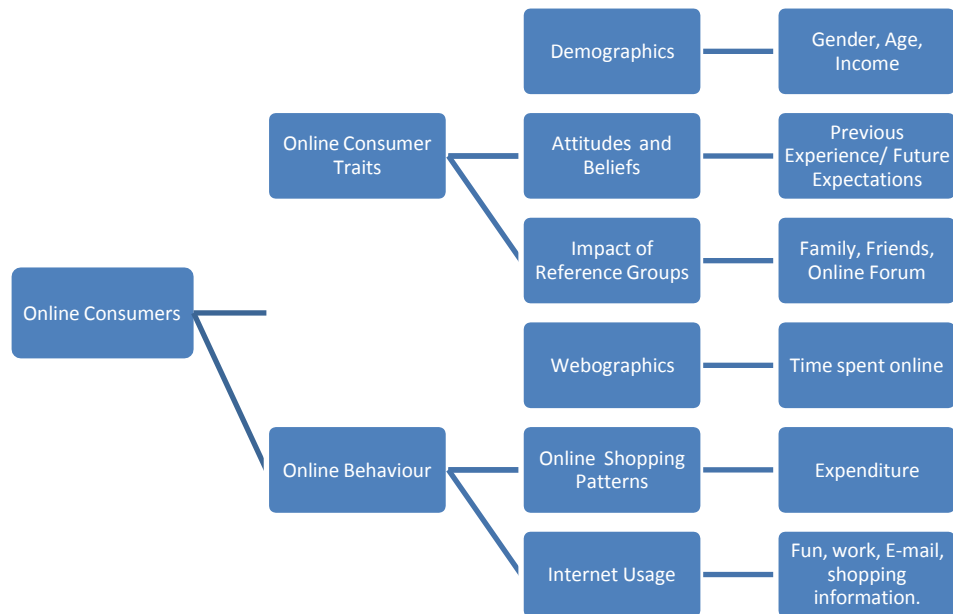 Online Consumers
Online Consumer
Traits
Demographics
Gender, Age,
Income
Attitudes and
Beliefs
Previous
Experience/ Future
Expectations
Impact of
Reference Groups
Family, Friends,
Online Forum
Online Behaviour
Webographics
Time spent online
Online Shopping
Patterns
Expenditure
Internet Usage
Fun, work, E-mail,
shopping
information.